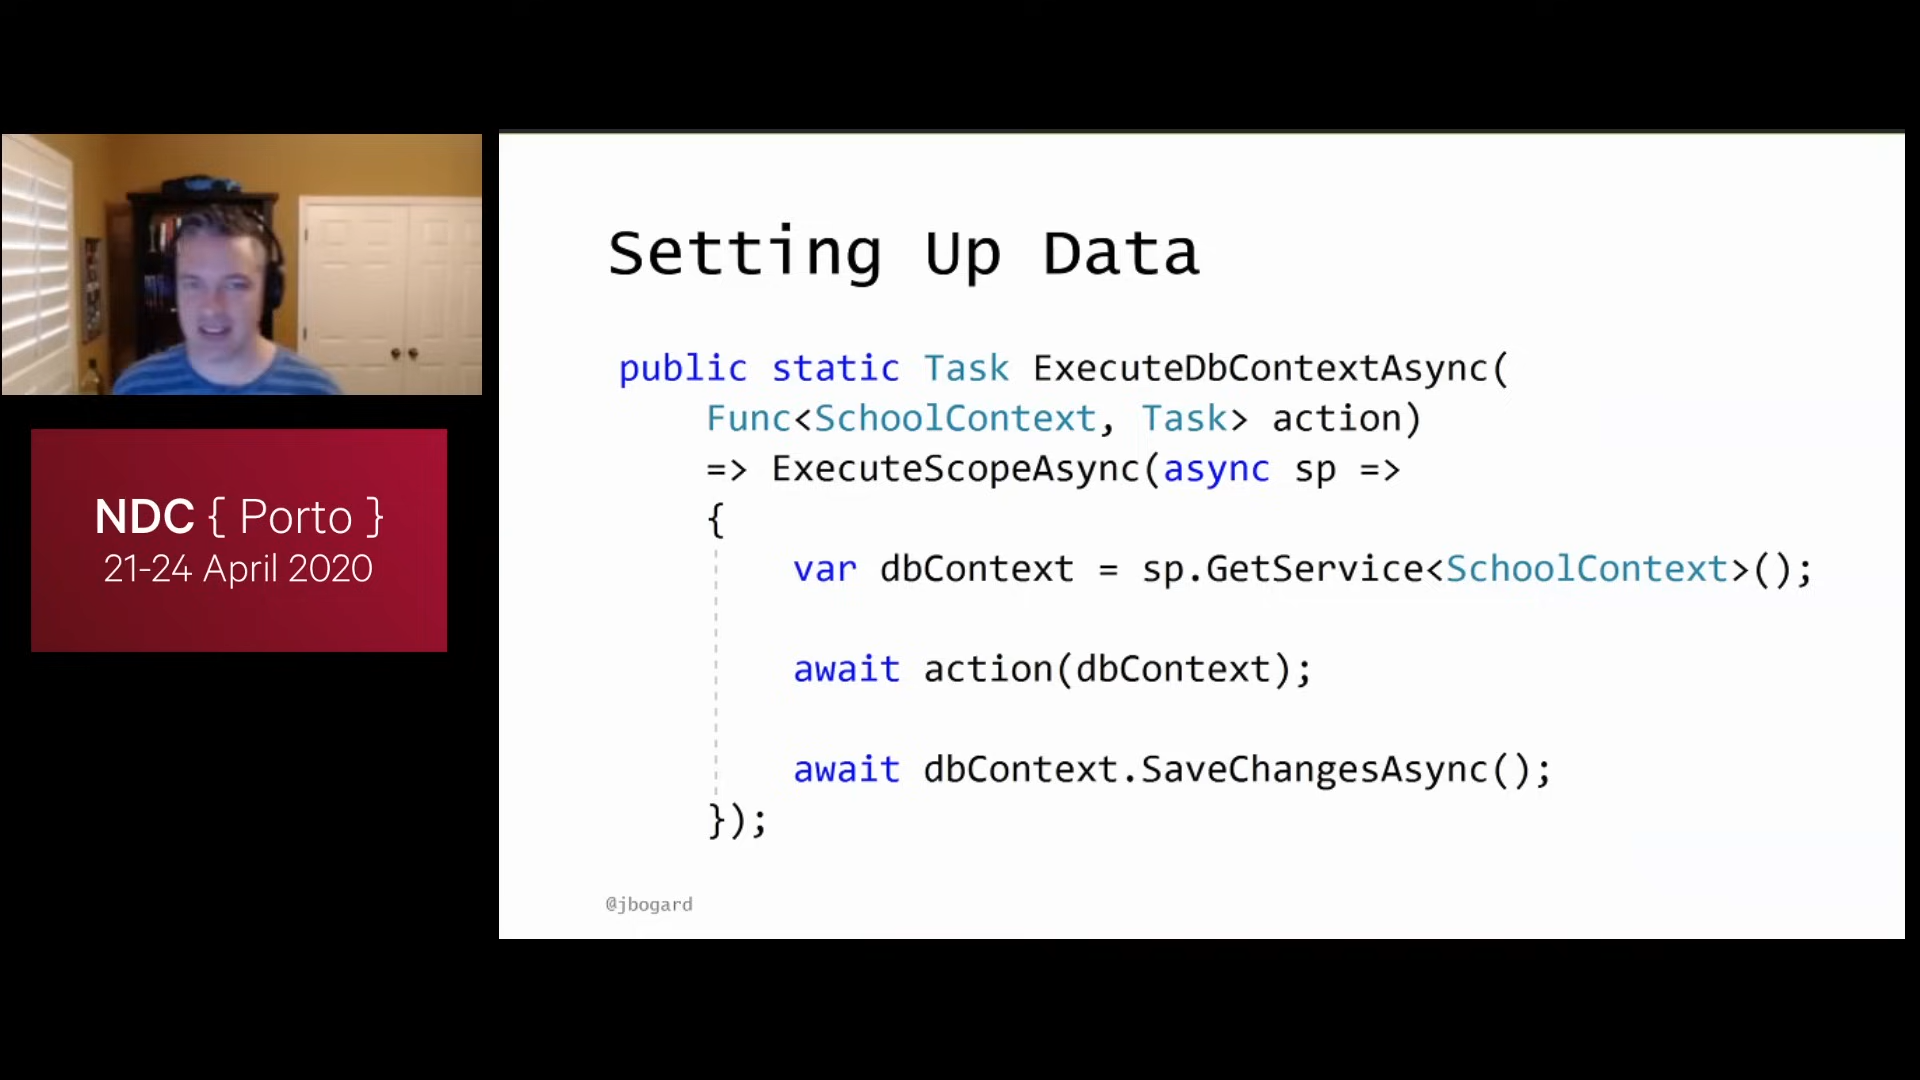 NDC { Porto }
21-24 April 2020
Setting Up Data
public static Task ExecuteDbContextAsync(
Func<SchoolContext, Task> action)
=> ExecuteScopeAsync(async sp =>
{
var dbContext = sp.GetService<SchoolContext>();
await action(dbContext);
await dbContext.SaveChangesAsync();
});
@jbogard